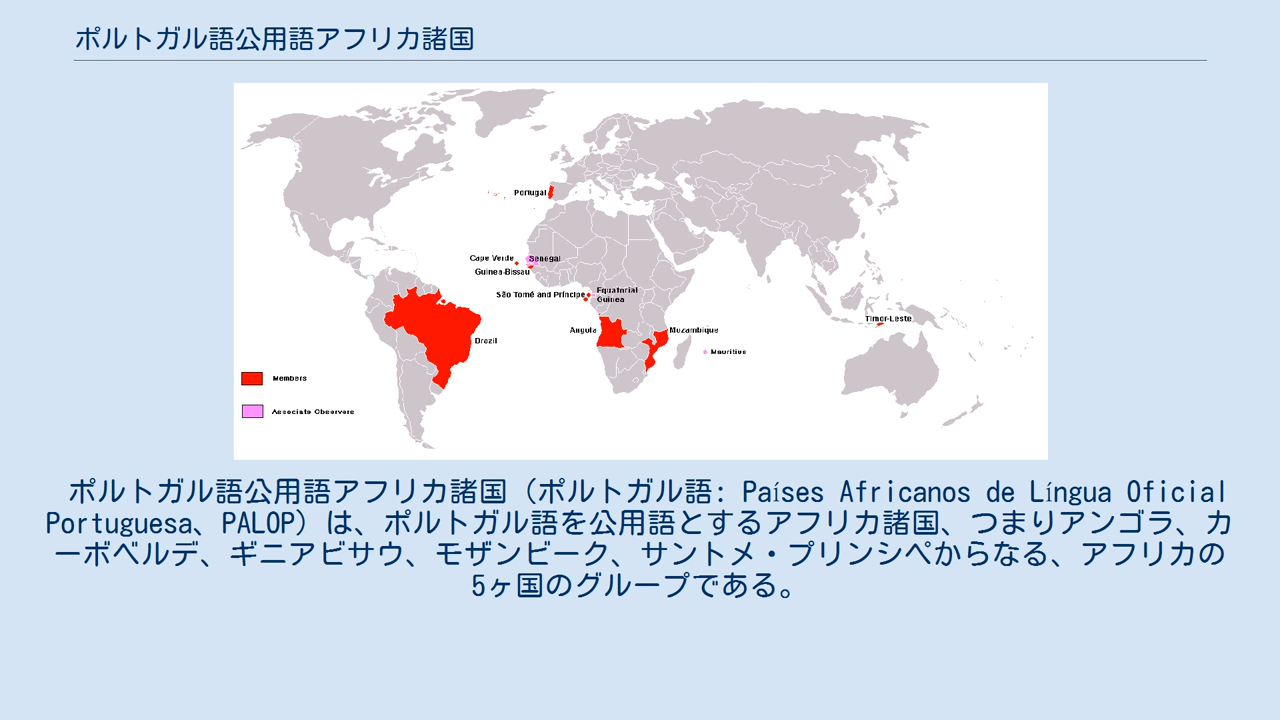 ポルトガル語公用語アフリカ諸国
Portugal
Cape Verde
Senegal
Guinea-Bissau
São Tomé and Príncipe
Equatorial
Guinea
Angola
Mozambique
Timor-Leste
Brazil
Mauritius
Members
Associate Observers
ポルトガル語公用語アフリカ諸国（ポルトガル語: Países Africanos de Língua Oficial
Portuguesa、PALOP）は、ポルトガル語を公用語とするアフリカ諸国、つまりアンゴラ、カ
ーボベルデ、ギニアビサウ、モザンビーク、サントメ・プリンシペからなる、アフリカの
5ヶ国のグループである。